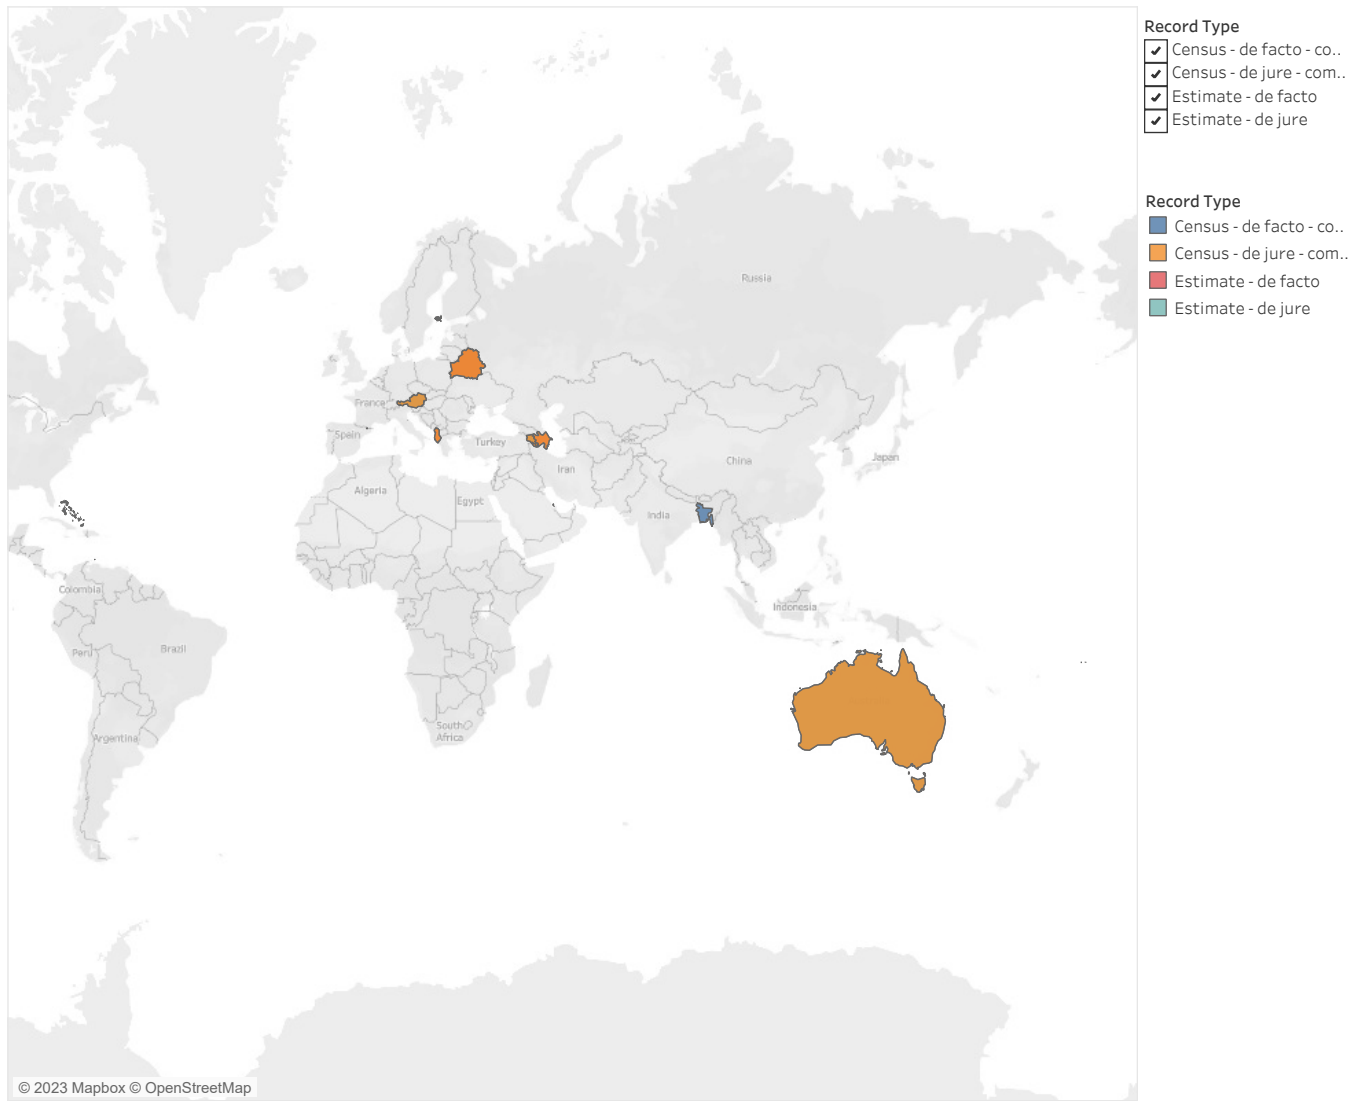 Record Type
Census - de facto - co..
Census - de jure - com..
Estimate - de facto
Estimate - de jure
Record Type
Census - de facto - co..
Census - de jure - com..
Estimate - de facto
Estimate - de jure
Russia
France
Spain
Turkey
Iran
China
Japan
Algeria
Egypt
India
Colombia
Indonesia
Peru
Brazil
South
Africa
Argentina
© 2023 Mapbox © OpenStreetMap